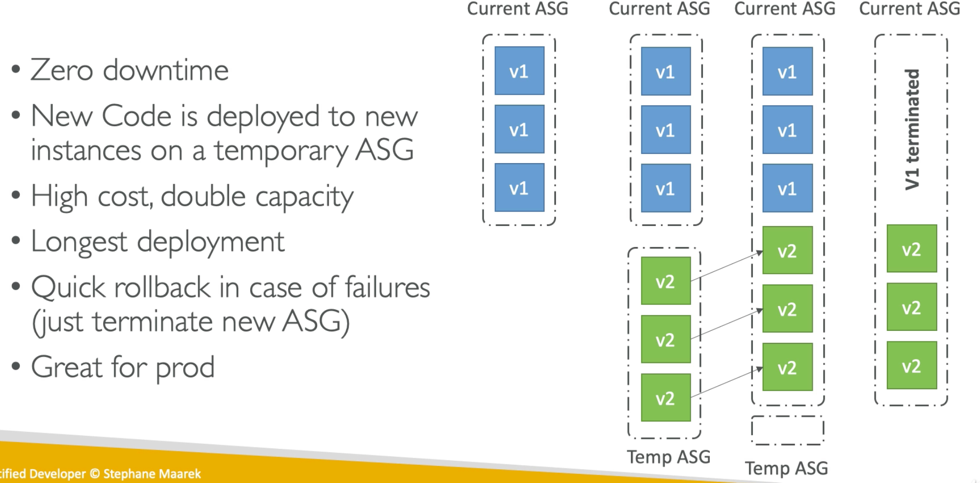 Current ASG
Current ASG
Current ASG
Current ASG
• Zero downtime
• New Code is deployed to new
instances on a temporary ASG
• High cost, double capacity
• Longest deployment
• Quick rollback in case of failures
(just terminate new ASG)
• Great for prod
v1
v1
v1
v1
v1
v1
v2
v2
v2
Temp ASG
v1
v1
v1
v2
v2
v2
Temp ASG
V1 terminated
v2
v2
v2
Developer © Stephane Maarek